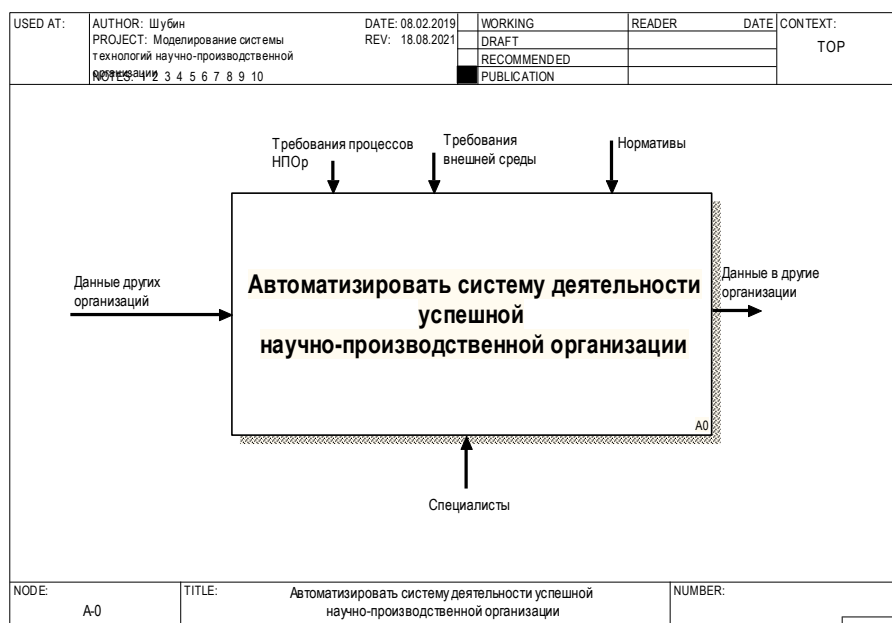 USED AT:
AUTHOR: Шубин
DATE: 08.02.2019
PROJECT: Моделирование системы
технологий научно-производственной
организации
REV: 18.08.2021
NOTES: 1 2 3 4 5 6 7 8 9 10
WORKING
DRAFT
RECOMMENDED
PUBLICATION
READER
DATE
CONTEXT:
TOP
Требования процессов
НПОр
Требования
внешней среды
Нормативы
Данные других
организаций
Автоматизировать систему деятельности
успешной
научно-производственной организации
A0
Данные в другие
организации
Специалисты
NODE:
A-0
TITLE:
Автоматизировать систему деятельности успешной
научно-производственной организации
NUMBER: